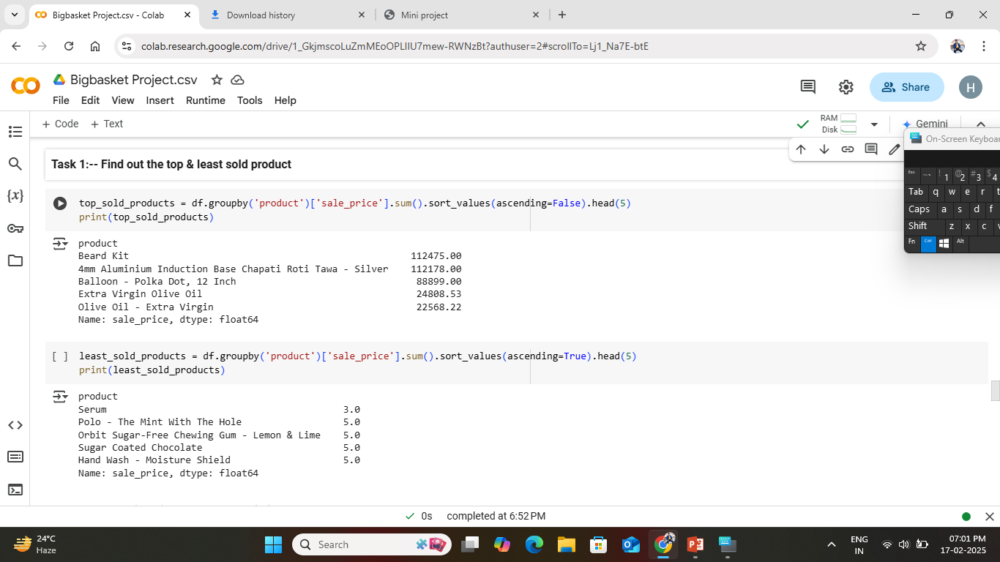 Bigbasket Project.csv - Colab
Download history
Mini project
colab.research.google.com/drive/1_GkjmscoLuZmMEoOPLIIU7mew-RWNzBt?authuser=2#scrollTo=Lj1_Na7E-btE
Bigbasket Project.csv
File Edit View Insert Runtime Tools Help
Share
H
+ Code + Text
RAM
Disk
Gemini
On-Screen Keyboar
Esc ~ ` ! 1 @ 2 # 3 $ 4
Tab q w e r t
Caps a s d f
Shift z x c v
Fn Ctrl Alt
Task 1:-- Find out the top & least sold product
top_sold_products = df.groupby('product')['sale_price'].sum().sort_values(ascending=False).head(5)
print(top_sold_products)
product
Beard Kit 112475.00
4mm Aluminium Induction Base Chapati Roti Tawa - Silver 112178.00
Balloon - Polka Dot, 12 Inch 88899.00
Extra Virgin Olive Oil 24808.53
Olive Oil - Extra Virgin 22568.22
Name: sale_price, dtype: float64
[ ] least_sold_products = df.groupby('product')['sale_price'].sum().sort_values(ascending=True).head(5)
print(least_sold_products)
product
Serum 3.0
Polo - The Mint With The Hole 5.0
Orbit Sugar-Free Chewing Gum - Lemon & Lime 5.0
Sugar Coated Chocolate 5.0
Hand Wash - Moisture Shield 5.0
Name: sale_price, dtype: float64
0s completed at 6:52 PM
24°C
Haze
Search
ENG
IN
07:01 PM
17-02-2025